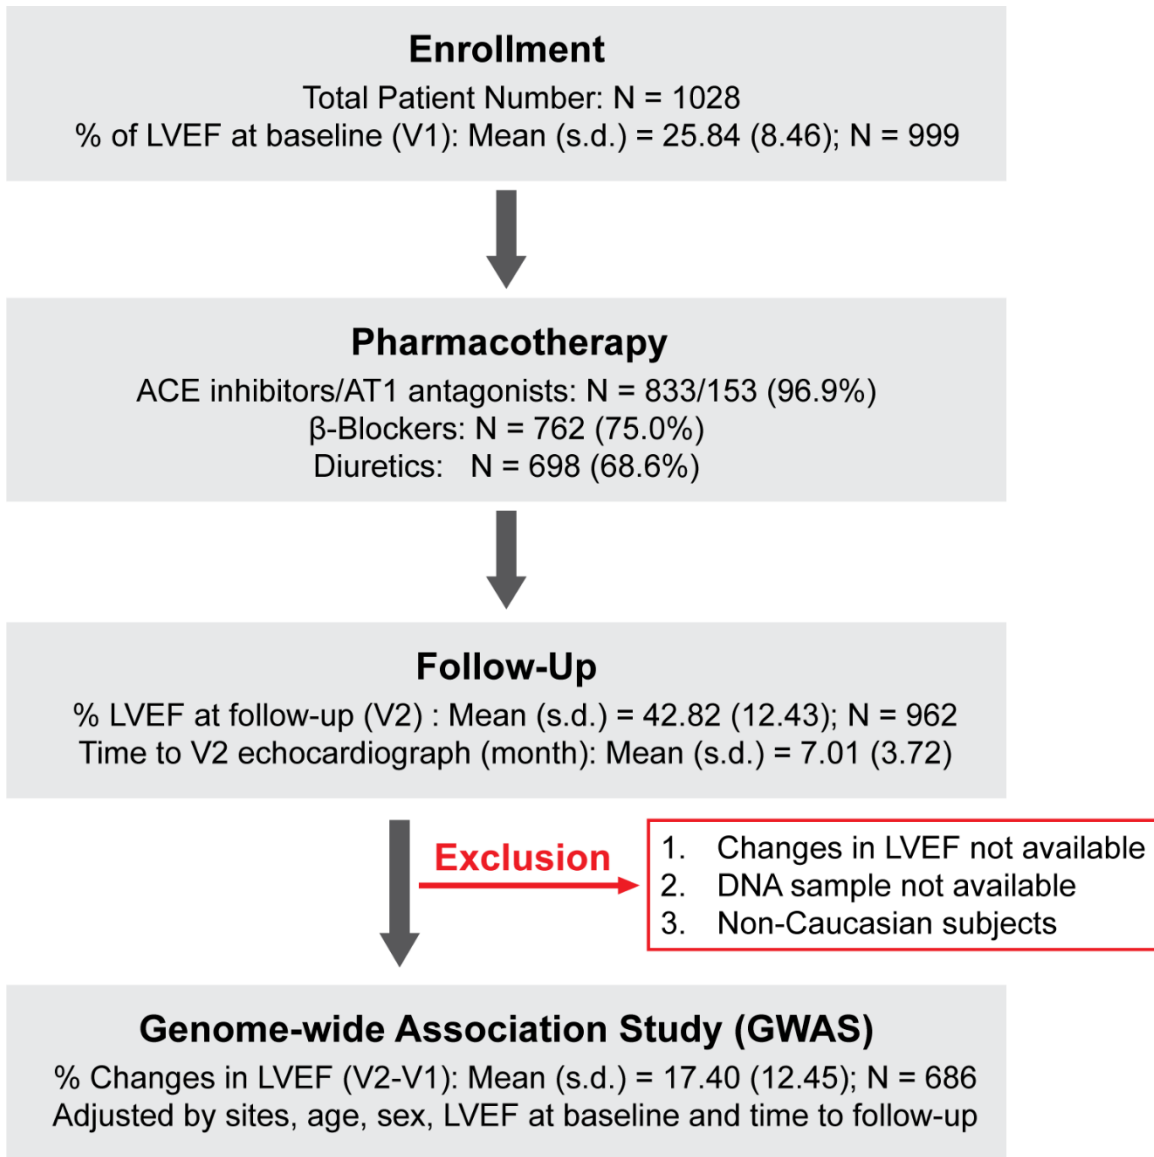 Enrollment
Total Patient Number: N = 1028
% of LVEF at baseline (V1): Mean (s.d.) = 25.84 (8.46); N = 999
Pharmacotherapy
ACE inhibitors/AT1 antagonists: N = 833/153 (96.9%)
β-Blockers: N = 762 (75.0%)
Diuretics: N = 698 (68.6%)
Follow-Up
% LVEF at follow-up (V2) : Mean (s.d.) = 42.82 (12.43); N = 962
Time to V2 echocardiograph (month): Mean (s.d.) = 7.01 (3.72)
Exclusion
1. Changes in LVEF not available
2. DNA sample not available
3. Non-Caucasian subjects
Genome-wide Association Study (GWAS)
% Changes in LVEF (V2-V1): Mean (s.d.) = 17.40 (12.45); N = 686
Adjusted by sites, age, sex, LVEF at baseline and time to follow-up